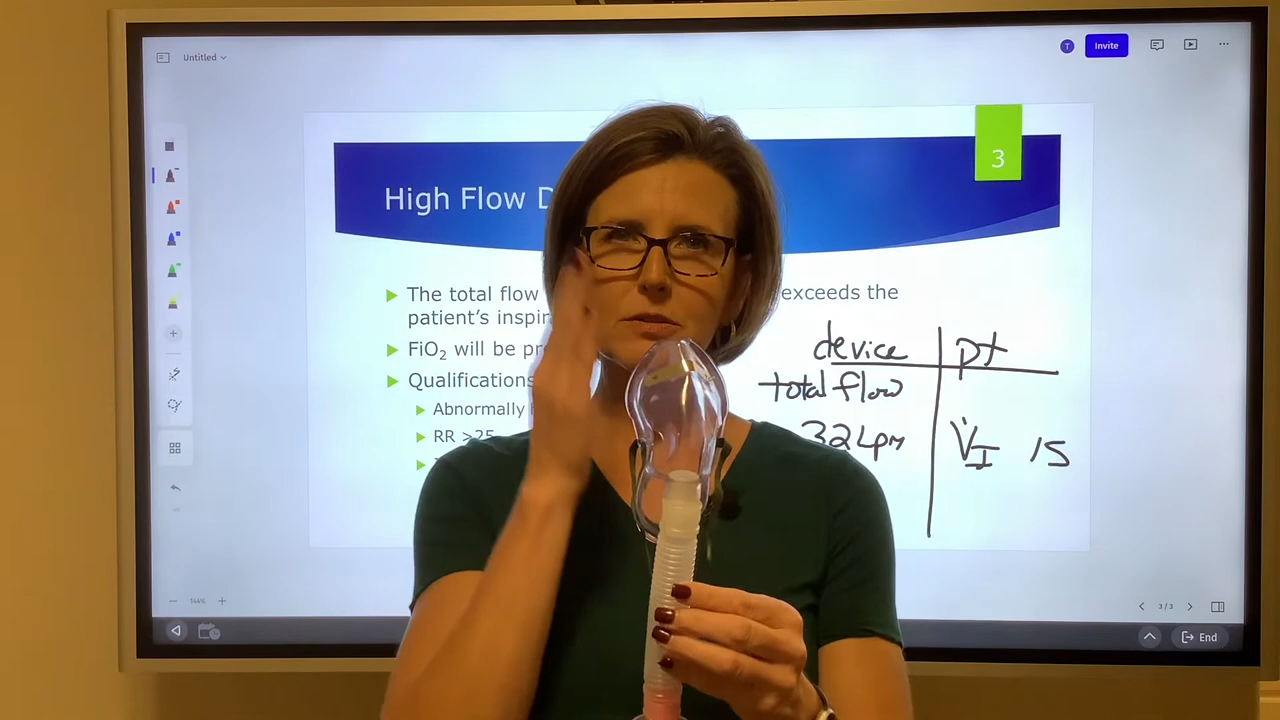 Untitled
T
Invite
3
High Flow D
The total flow exceeds the
patient's inspir
FiO₂ will be pr
Qualifications
Abnormally
RR >25
device pt
total flow
32 Lpm V̇I 15
144%
3/3
End